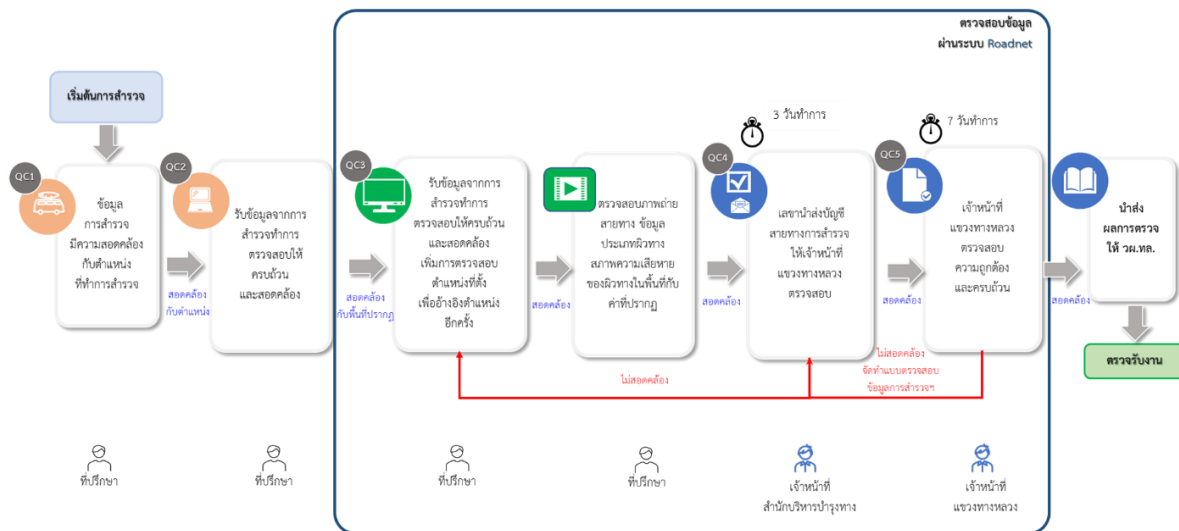 ตรวจสอบข้อมูล
ผ่านระบบ Roadnet
เริ่มต้นการสำรวจ
3 วันทำการ
7 วันทำการ
QC1
ข้อมูล
การสำรวจ
มีความสอดคล้อง
กับตำแหน่ง
ที่ทำการสำรวจ
สอดคล้อง
กับตำแหน่ง
QC2
รับข้อมูลจากการ
สำรวจทำการ
ตรวจสอบให้
ครบถ้วน
และสอดคล้อง
สอดคล้อง
กับพื้นที่ปรากฏ
QC3
รับข้อมูลจากการ
สำรวจทำการ
ตรวจสอบให้ครบถ้วน
และสอดคล้อง
เพิ่มการตรวจสอบ
ตำแหน่งที่ตั้ง
เพื่ออ้างอิงตำแหน่ง
อีกครั้ง
สอดคล้อง
ตรวจสอบภาพถ่าย
สายทาง ข้อมูล
ประเภทผิวทาง
สภาพความเสียหาย
ของผิวทางในพื้นที่กับ
ค่าที่ปรากฏ
สอดคล้อง
QC4
เลขานำส่งบัญชี
สายทางการสำรวจ
ให้เจ้าหน้าที่
แขวงทางหลวง
ตรวจสอบ
สอดคล้อง
QC5
เจ้าหน้าที่
แขวงทางหลวง
ตรวจสอบ
ความถูกต้อง
และครบถ้วน
สอดคล้อง
นำส่ง
ผลการตรวจ
ให้ วผ.ทล.
ตรวจรับงาน
ไม่สอดคล้อง
ไม่สอดคล้อง
จัดทำแบบตรวจสอบ
ข้อมูลการสำรวจฯ
ที่ปรึกษา
ที่ปรึกษา
ที่ปรึกษา
ที่ปรึกษา
เจ้าหน้าที่
สำนักบริหารบำรุงทาง
เจ้าหน้าที่
แขวงทางหลวง